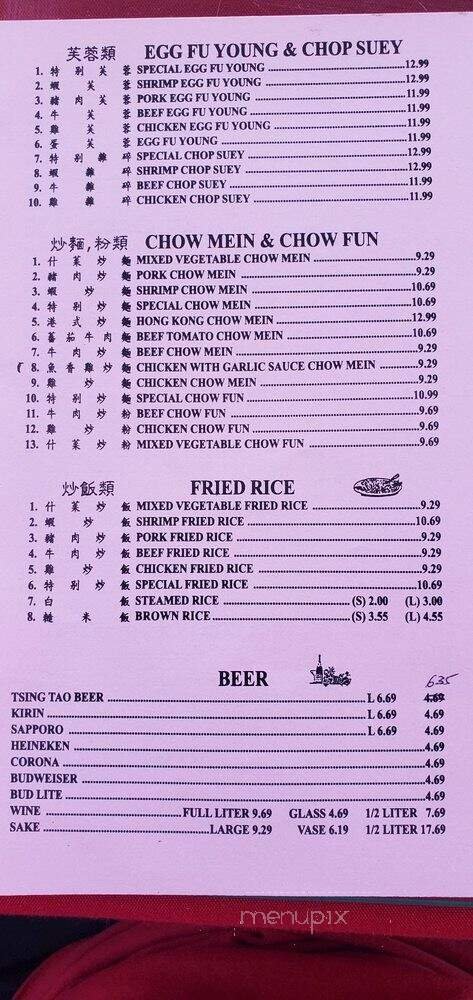 芙蓉類 EGG FU YOUNG & CHOP SUEY
1. 特別芙蓉 SPECIAL EGG FU YOUNG 12.99
2. 蝦芙蓉 SHRIMP EGG FU YOUNG 12.99
3. 豬肉芙蓉 PORK EGG FU YOUNG 11.99
4. 牛芙蓉 BEEF EGG FU YOUNG 11.99
5. 雞芙蓉 CHICKEN EGG FU YOUNG 11.99
6. 蛋芙蓉 EGG FU YOUNG 11.99
7. 特別雜碎 SPECIAL CHOP SUEY 12.99
8. 蝦雜碎 SHRIMP CHOP SUEY 12.99
9. 牛雜碎 BEEF CHOP SUEY 11.99
10. 雞雜碎 CHICKEN CHOP SUEY 11.99
炒麵,粉類 CHOW MEIN & CHOW FUN
1. 什菜炒麵 MIXED VEGETABLE CHOW MEIN 9.29
2. 豬肉炒麵 PORK CHOW MEIN 9.29
3. 蝦炒麵 SHRIMP CHOW MEIN 10.69
4. 特別炒麵 SPECIAL CHOW MEIN 10.69
5. 港式炒麵 HONG KONG CHOW MEIN 12.99
6. 蕃茄牛肉麵 BEEF TOMATO CHOW MEIN 10.69
7. 牛肉炒麵 BEEF CHOW MEIN 9.29
( 8. 魚香雞炒麵 CHICKEN WITH GARLIC SAUCE CHOW MEIN 9.29
9. 雞炒麵 CHICKEN CHOW MEIN 9.29
10. 特別炒粉 SPECIAL CHOW FUN 10.99
11. 牛肉炒粉 BEEF CHOW FUN 9.69
12. 雞炒粉 CHICKEN CHOW FUN 9.69
13. 什菜炒粉 MIXED VEGETABLE CHOW FUN 9.69
炒飯類 FRIED RICE
1. 什菜炒飯 MIXED VEGETABLE FRIED RICE 9.29
2. 蝦炒飯 SHRIMP FRIED RICE 10.69
3. 豬肉炒飯 PORK FRIED RICE 9.29
4. 牛肉炒飯 BEEF FRIED RICE 9.29
5. 雞炒飯 CHICKEN FRIED RICE 9.29
6. 特別炒飯 SPECIAL FRIED RICE 10.69
7. 白飯 STEAMED RICE (S) 2.00 (L) 3.00
8. 糙米飯 BROWN RICE (S) 3.55 (L) 4.55
BEER 635
TSING TAO BEER L 6.69 4.69
KIRIN L 6.69 4.69
SAPPORO L 6.69 4.69
HEINEKEN 4.69
CORONA 4.69
BUDWEISER 4.69
BUD LITE 4.69
WINE FULL LITER 9.69 GLASS 4.69 1/2 LITER 7.69
SAKE LARGE 9.29 VASE 6.19 1/2 LITER 17.69
menupix